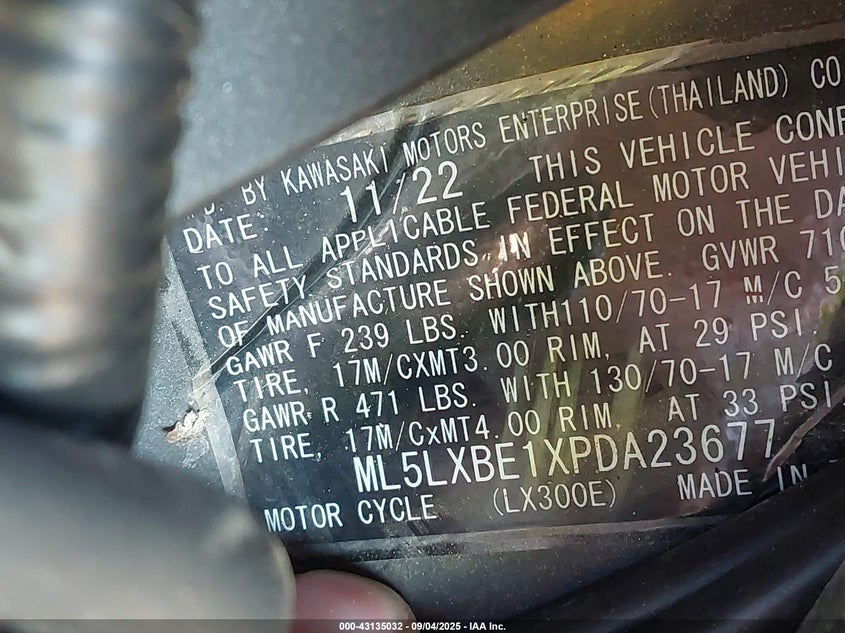 BY KAWASAKI MOTORS ENTERPRISE(THAILAND) CO
DATE: 11/22 THIS VEHICLE CONF
TO ALL APPLICABLE FEDERAL MOTOR VEHI
SAFETY STANDARDS IN EFFECT ON THE DA
OF MANUFACTURE SHOWN ABOVE. GVWR 710
GAWR F 239 LBS. WITH110/70-17 M/C 5
TIRE, 17M/CXMT3.00 RIM, AT 29 PSI
GAWR R 471 LBS. WITH 130/70-17 M/C
TIRE, 17M/CxMT4.00 RIM, AT 33 PSI
ML5LXBE1XPDA23677
MOTOR CYCLE (LX300E) MADE IN
000-43135032 - 09/04/2025 - IAA Inc.